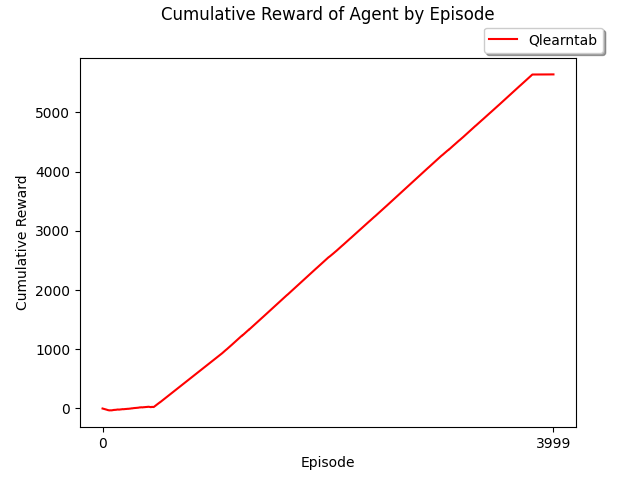 Cumulative Reward of Agent by Episode
Qlearntab
5000
4000
3000
2000
1000
0
Cumulative Reward
0
3999
Episode